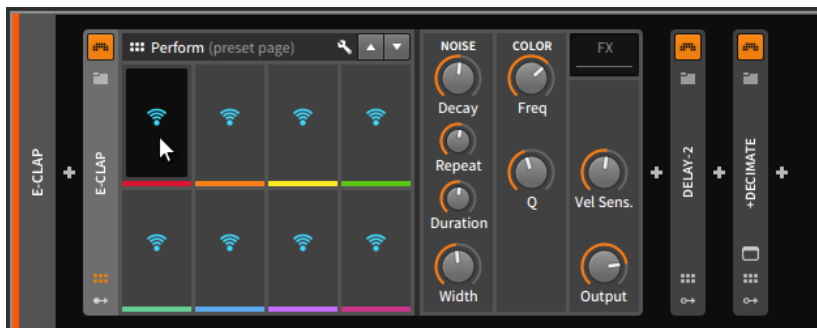 E-CLAP
E-CLAP
Perform (preset page)
NOISE
Decay
Repeat
Duration
Width
COLOR
Freq
Q
FX
Vel Sens.
Output
DELAY-2
+DECIMATE